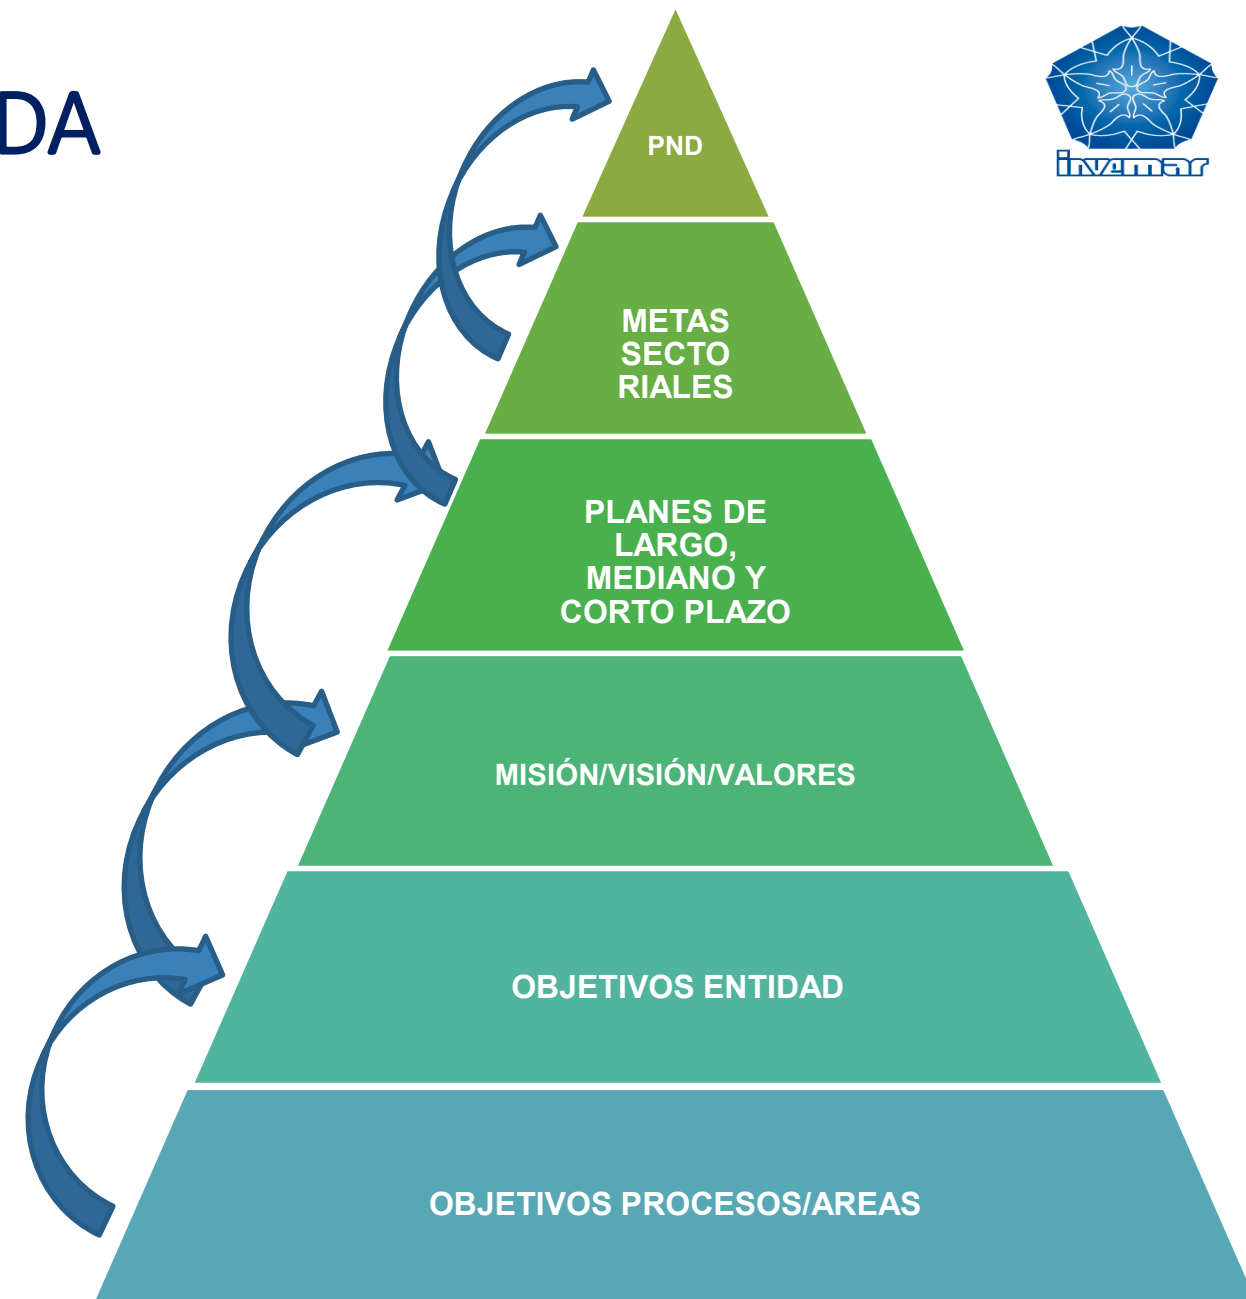 DA
invemar
PND
METAS
SECTO
RIALES
PLANES DE
LARGO,
MEDIANO Y
CORTO PLAZO
MISIÓN/VISIÓN/VALORES
OBJETIVOS ENTIDAD
OBJETIVOS PROCESOS/AREAS